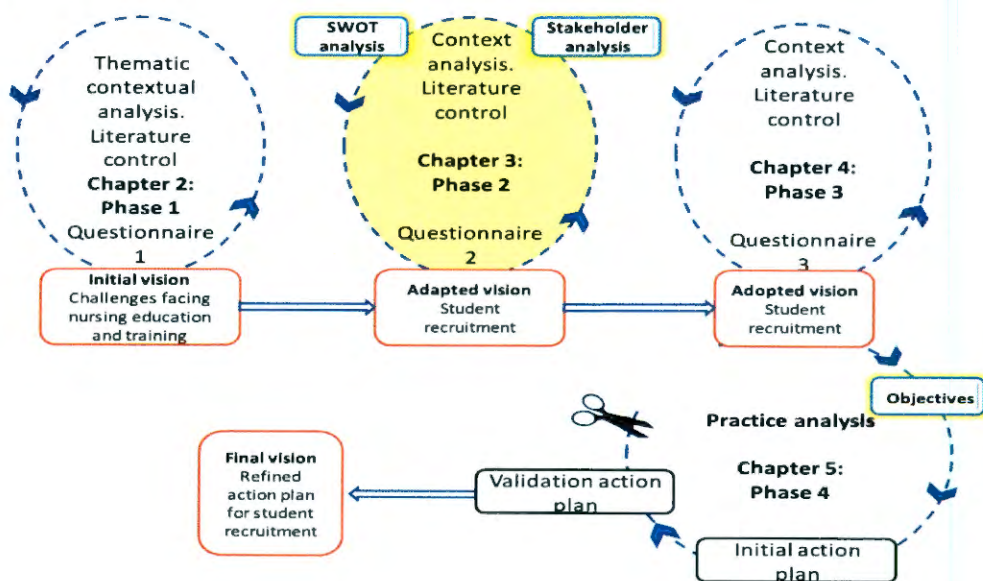 Thematic
contextual
analysis.
Literature
control
Chapter 2:
Phase 1
Questionnaire
1
Initial vision
Challenges facing
nursing education
and training
SWOT
analysis
Stakeholder
analysis
Context
analysis.
Literature
control
Chapter 3:
Phase 2
Questionnaire
2
Adapted vision
Student
recruitment
Context
analysis.
Literature
control
Chapter 4:
Phase 3
Questionnaire
3
Adopted vision
Student
recruitment
Objectives
Practice analysis
Chapter 5:
Phase 4
Initial action
plan
Validation action
plan
Final vision
Refined
action plan
for student
recruitment